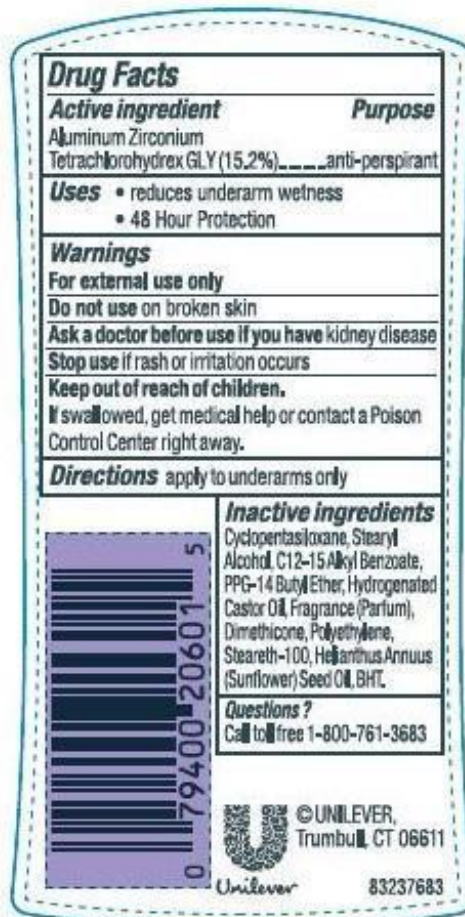 Drug Facts
Active ingredient Purpose
Aluminum Zirconium
Tetrachlorohydrex GLY (15.2%)____anti-perspirant
Uses • reduces underarm wetness
• 48 Hour Protection
Warnings
For external use only
Do not use on broken skin
Ask a doctor before use if you have kidney disease
Stop use if rash or irritation occurs
Keep out of reach of children.
If swallowed, get medical help or contact a Poison
Control Center right away.
Directions apply to underarms only
Inactive ingredients
Cyclopentasiloxane, Stearyl
Alcohol, C12-15 Alkyl Benzoate,
PPG-14 Butyl Ether, Hydrogenated
Castor Oil, Fragrance (Parfum),
Dimethicone, Polyethylene,
Steareth-100, Helianthus Annuus
(Sunflower) Seed Oil, BHT.
Questions ?
Call toll free 1-800-761-3683
0 79400 20601 5
© UNILEVER,
Trumbull, CT 06611
Unilever
83237683